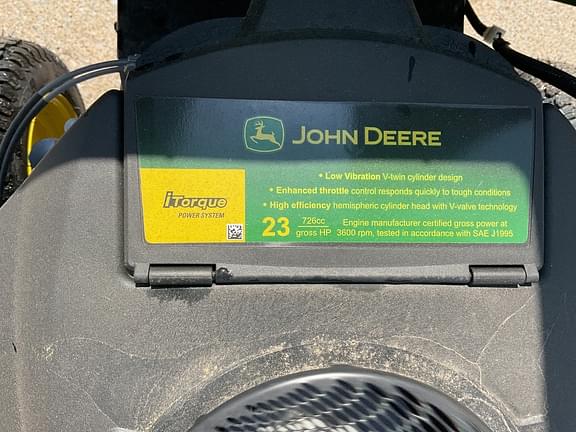 JOHN DEERE
• Low Vibration V-twin cylinder design
• Enhanced throttle control responds quickly to tough conditions
• High efficiency hemispheric cylinder head with V-valve technology
iTorque
POWER SYSTEM
23 726cc gross HP
Engine manufacturer certified gross power at
3600 rpm, tested in accordance with SAE J1995